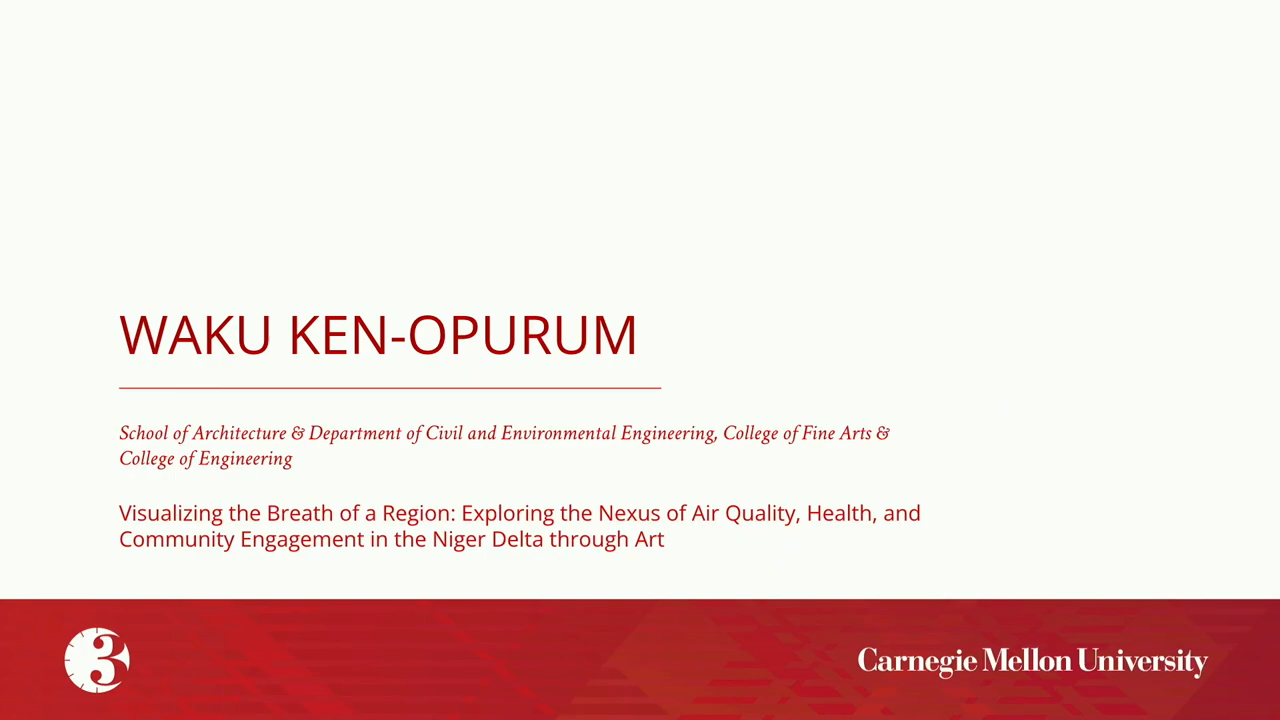 WAKU KEN-OPURUM
School of Architecture & Department of Civil and Environmental Engineering, College of Fine Arts &
College of Engineering
Visualizing the Breath of a Region: Exploring the Nexus of Air Quality, Health, and
Community Engagement in the Niger Delta through Art
3
Carnegie Mellon University